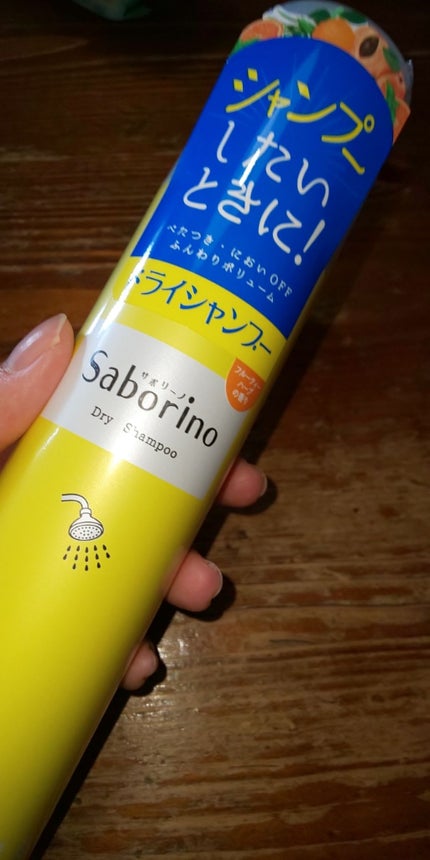 シャンプー
したい
ときに!
べたつき・においOFF
ふんわりボリューム
ドライシャンプー
サボリーノ
Saborino
フルーティー
ハーブ
の香り
Dry Shampoo